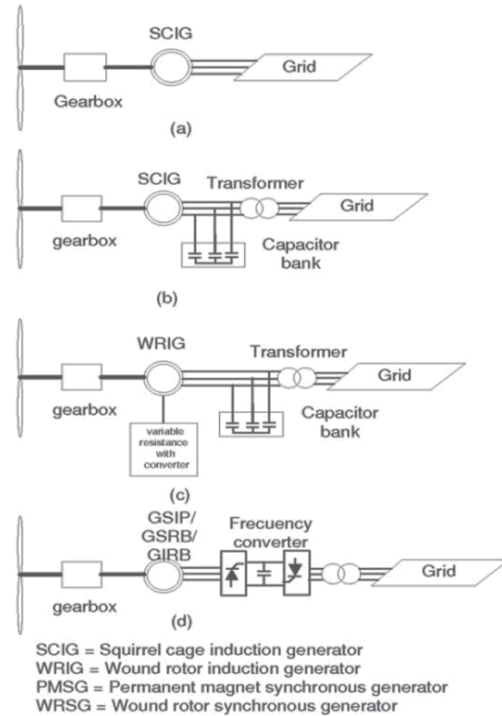 SCIG
Grid
Gearbox
(a)
SCIG
Transformer
Grid
gearbox
Capacitor
bank
(b)
WRIG
Transformer
Grid
gearbox
Capacitor
bank
variable
resistance
with
converter
(c)
GSIP/
GSRB/
GIRB
Frecuency
converter
Grid
gearbox
(d)
SCIG = Squirrel cage induction generator
WRIG = Wound rotor induction generator
PMSG = Permanent magnet synchronous generator
WRSG = Wound rotor synchronous generator